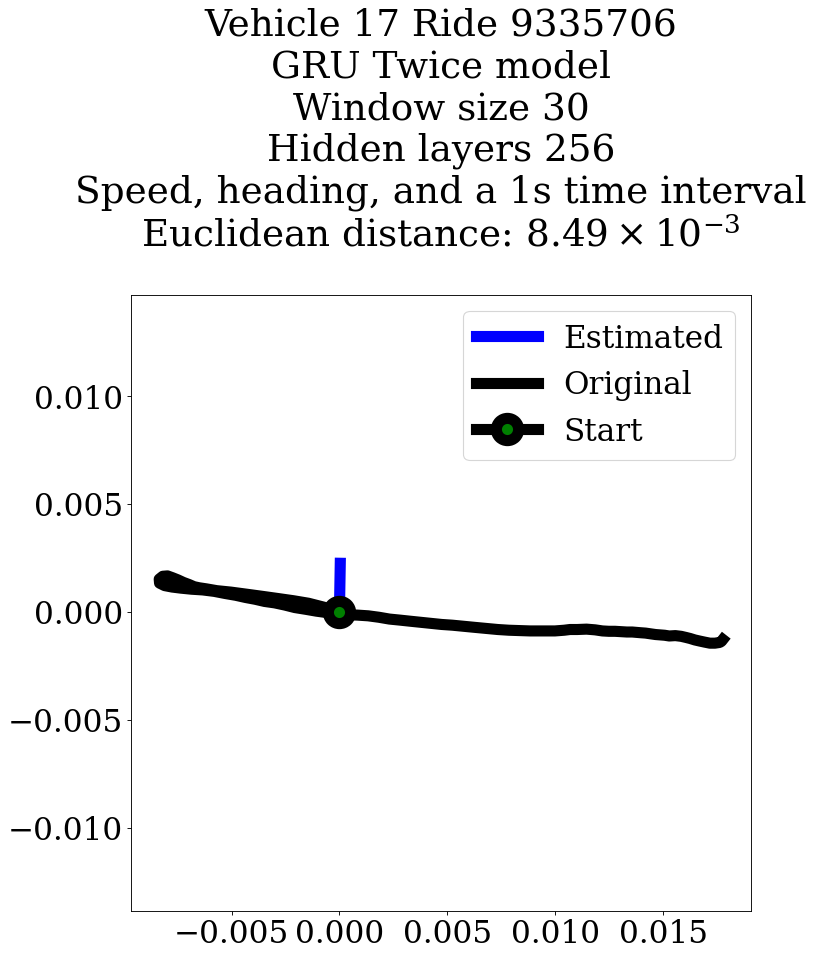 Vehicle 17 Ride 9335706
GRU Twice model
Window size 30
Hidden layers 256
Speed, heading, and a 1s time interval
Euclidean distance: 8.49 × 10⁻³
Estimated
Original
Start
0.010
0.005
0.000
−0.005
−0.010
−0.005 0.000 0.005 0.010 0.015